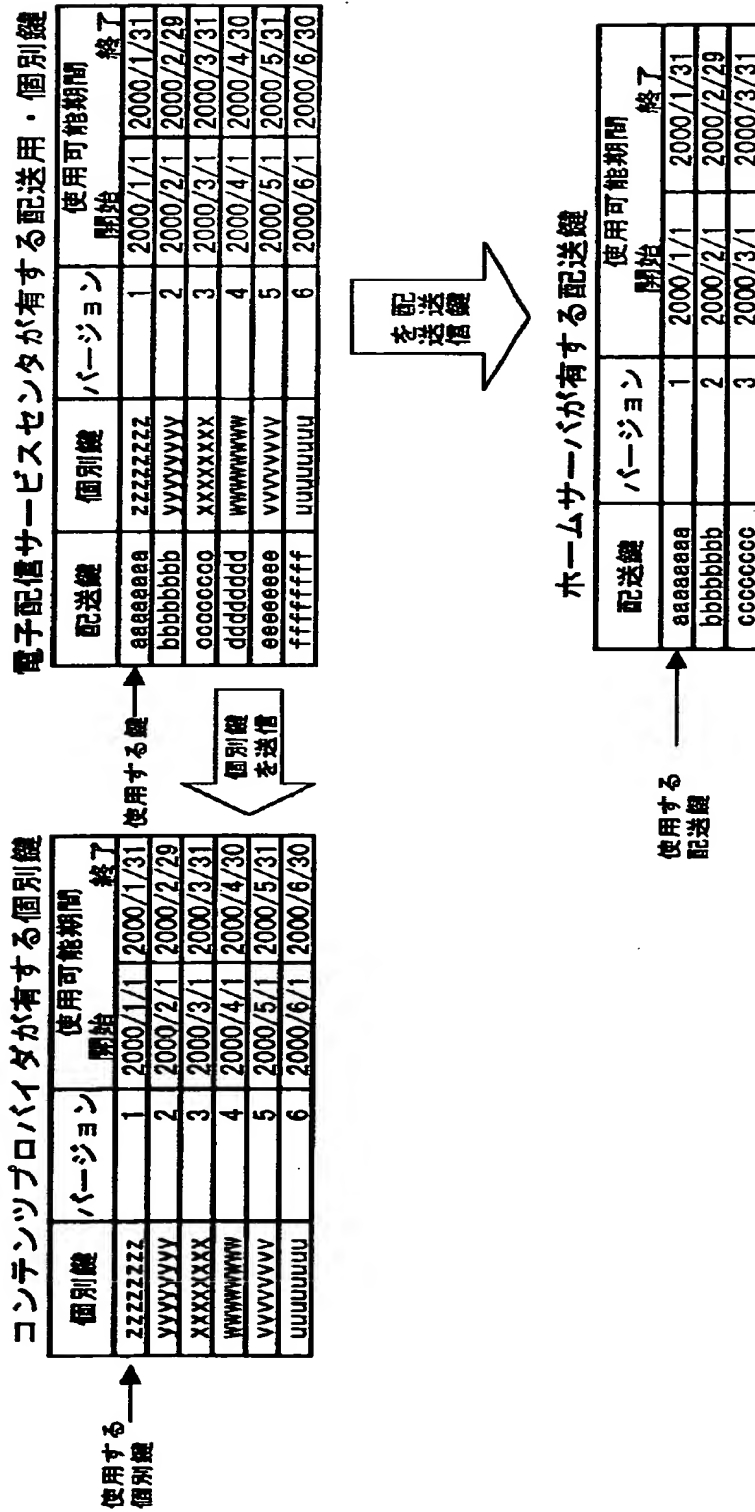 コンテンツプロバイダが有する個別鍵
個別鍵 バージョン 使用可能期間
開始 終了
zzzzzzzz 1 2000/1/1 2000/1/31
yyyyyyyy 2 2000/2/1 2000/2/29
xxxxxxxx 3 2000/3/1 2000/3/31
wwwwwwww 4 2000/4/1 2000/4/30
vvvvvvvv 5 2000/5/1 2000/5/31
uuuuuuuu 6 2000/6/1 2000/6/30
使用する
個別鍵
個別鍵
を送信
使用する鍵
電子配信サービスセンタが有する配送用・個別鍵
配送鍵 個別鍵 バージョン 使用可能期間
開始 終了
aaaaaaaa zzzzzzzz 1 2000/1/1 2000/1/31
bbbbbbbb yyyyyyyy 2 2000/2/1 2000/2/29
cccccccc xxxxxxxx 3 2000/3/1 2000/3/31
dddddddd wwwwwwww 4 2000/4/1 2000/4/30
eeeeeeee vvvvvvvv 5 2000/5/1 2000/5/31
ffffffff uuuuuuuu 6 2000/6/1 2000/6/30
配送鍵
を送信
ホームサーバが有する配送鍵
配送鍵 バージョン 使用可能期間
開始 終了
aaaaaaaa 1 2000/1/1 2000/1/31
bbbbbbbb 2 2000/2/1 2000/2/29
cccccccc 3 2000/3/1 2000/3/31
使用する
配送鍵